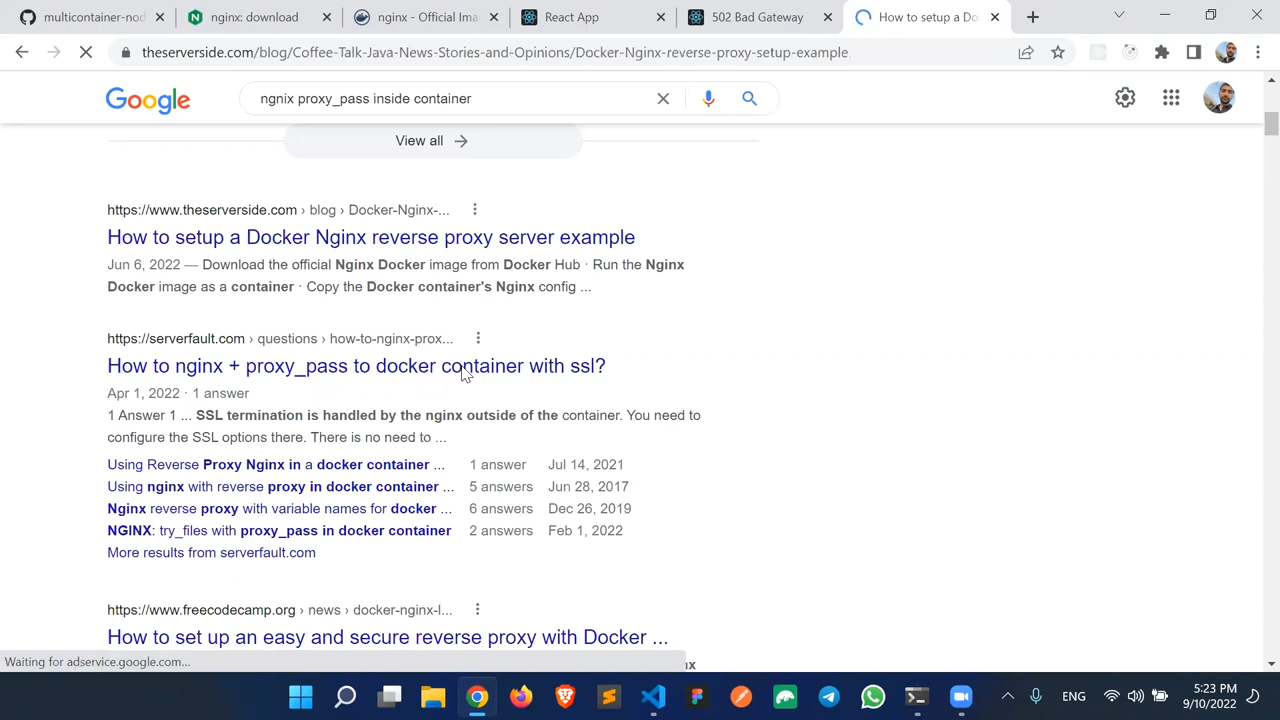 multicontainer-nod
nginx: download
nginx - Official Ima
React App
502 Bad Gateway
How to setup a Do
theserverside.com/blog/Coffee-Talk-Java-News-Stories-and-Opinions/Docker-Nginx-reverse-proxy-setup-example
Google
ngnix proxy_pass inside container
View all
https://www.theserverside.com › blog › Docker-Nginx-...
How to setup a Docker Nginx reverse proxy server example
Jun 6, 2022 — Download the official Nginx Docker image from Docker Hub · Run the Nginx
Docker image as a container · Copy the Docker container's Nginx config ...
https://serverfault.com › questions › how-to-nginx-prox...
How to nginx + proxy_pass to docker container with ssl?
Apr 1, 2022 · 1 answer
1 Answer 1 ... SSL termination is handled by the nginx outside of the container. You need to
configure the SSL options there. There is no need to ...
Using Reverse Proxy Nginx in a docker container ... 1 answer Jul 14, 2021
Using nginx with reverse proxy in docker container ... 5 answers Jun 28, 2017
Nginx reverse proxy with variable names for docker ... 6 answers Dec 26, 2019
NGINX: try_files with proxy_pass in docker container 2 answers Feb 1, 2022
More results from serverfault.com
https://www.freecodecamp.org › news › docker-nginx-l...
How to set up an easy and secure reverse proxy with Docker ...
Waiting for adservice.google.com...
ENG
5:23 PM
9/10/2022